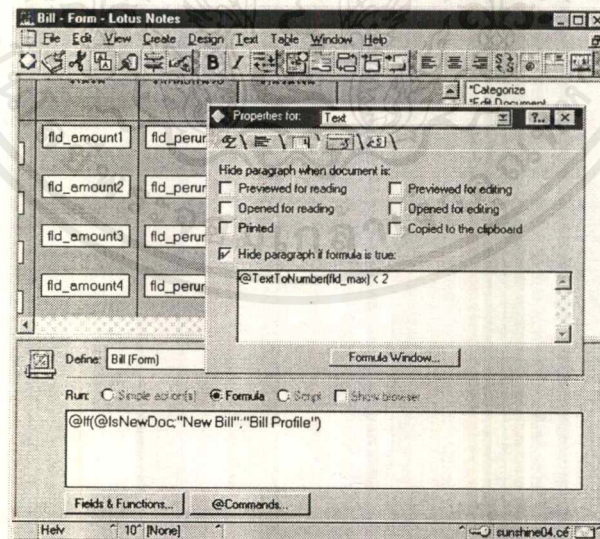 Bill - Form - Lotus Notes
File Edit View Create Design Text Table Window Help
*Categorize
*Edit Document
Properties for: Text
fld_amount1 fld_perun
fld_amount2 fld_perun
fld_amount3 fld_perun
fld_amount4 fld_perun
Hide paragraph when document is:
Previewed for reading Previewed for editing
Opened for reading Opened for editing
Printed Copied to the clipboard
Hide paragraph if formula is true:
@TextToNumber(fld_max) < 2
Formula Window...
Define: Bill (Form)
Run: Simple action(s) Formula Script Show browser
@If(@IsNewDoc;"New Bill";"Bill Profile")
Fields & Functions... @Commands...
Helv 10 [None] sunshine04.ce